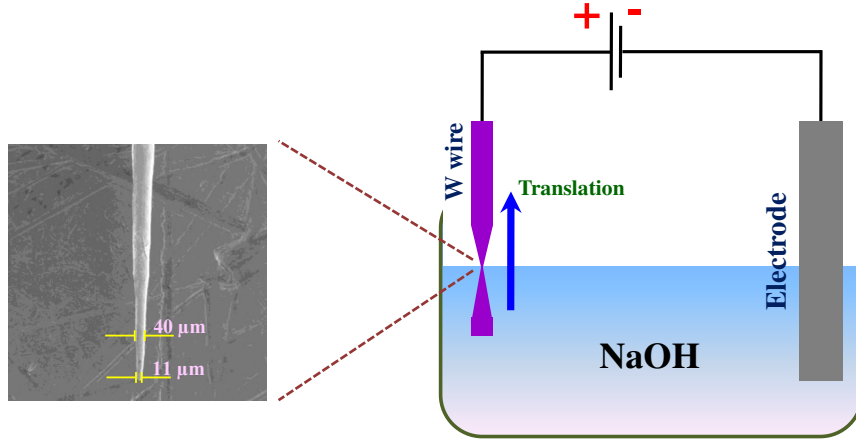 + -
W wire
Translation
Electrode
40 µm
11 µm
NaOH